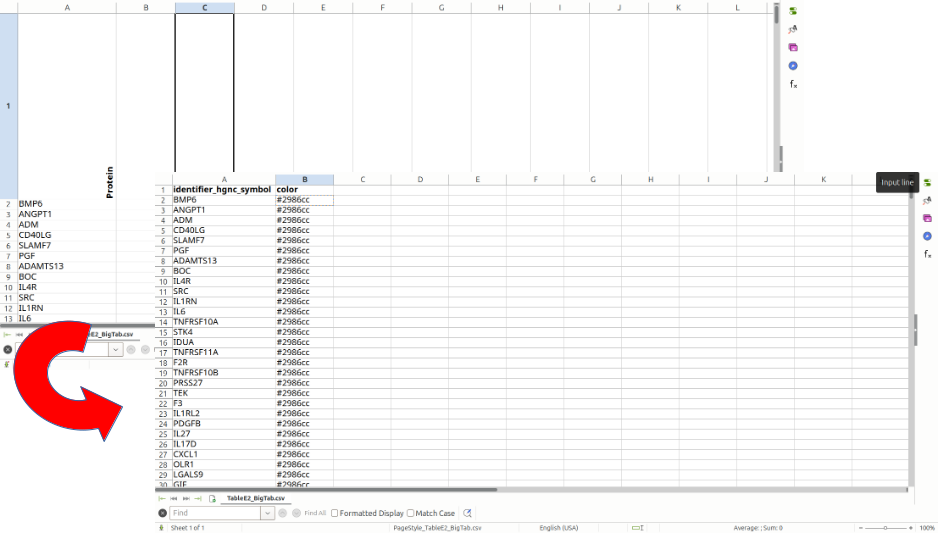 A B C D E F G H I J K L
1
Protein
2 BMP6
3 ANGPT1
4 ADM
5 CD40LG
6 SLAMF7
7 PGF
8 ADAMTS13
9 BOC
10 IL4R
11 SRC
12 IL1RN
13 IL6
E2_BigTab.csv
A B C D E F G H I J K
Input line
1 identifier_hgnc_symbol color
2 BMP6 #2986cc
3 ANGPT1 #2986cc
4 ADM #2986cc
5 CD40LG #2986cc
6 SLAMF7 #2986cc
7 PGF #2986cc
8 ADAMTS13 #2986cc
9 BOC #2986cc
10 IL4R #2986cc
11 SRC #2986cc
12 IL1RN #2986cc
13 IL6 #2986cc
14 TNFRSF10A #2986cc
15 STK4 #2986cc
16 IDUA #2986cc
17 TNFRSF11A #2986cc
18 F2R #2986cc
19 TNFRSF10B #2986cc
20 PRSS27 #2986cc
21 TEK #2986cc
22 F3 #2986cc
23 IL1RL2 #2986cc
24 PDGFB #2986cc
25 IL27 #2986cc
26 IL17D #2986cc
27 CXCL1 #2986cc
28 OLR1 #2986cc
29 LGALS9 #2986cc
30 GIF #2986cc
TableE2_BigTab.csv
Find Find All Formatted Display Match Case
Sheet 1 of 1 PageStyle_TableE2_BigTab.csv English (USA) Average: ; Sum: 0 100%